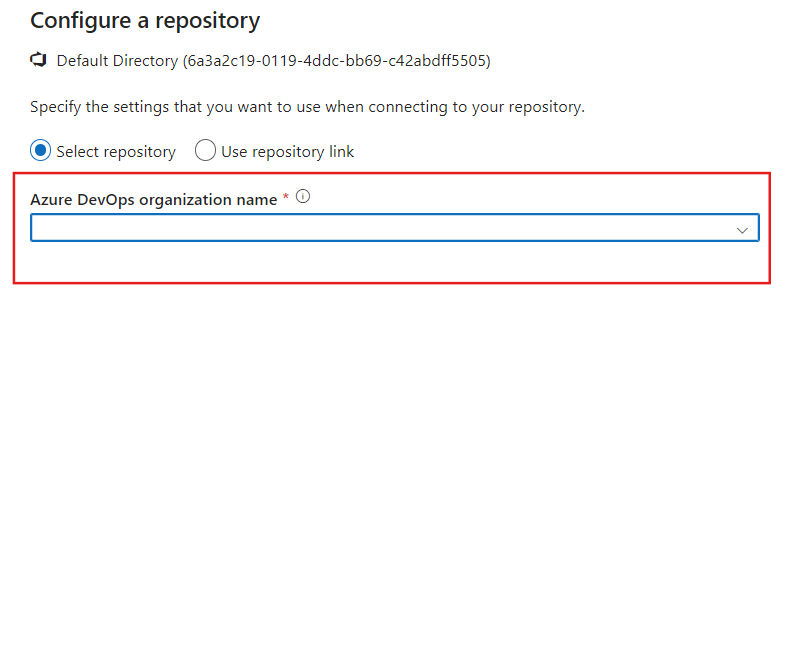 Configure a repository
Default Directory (6a3a2c19-0119-4ddc-bb69-c42abdff5505)
Specify the settings that you want to use when connecting to your repository.
Select repository Use repository link
Azure DevOps organization name *